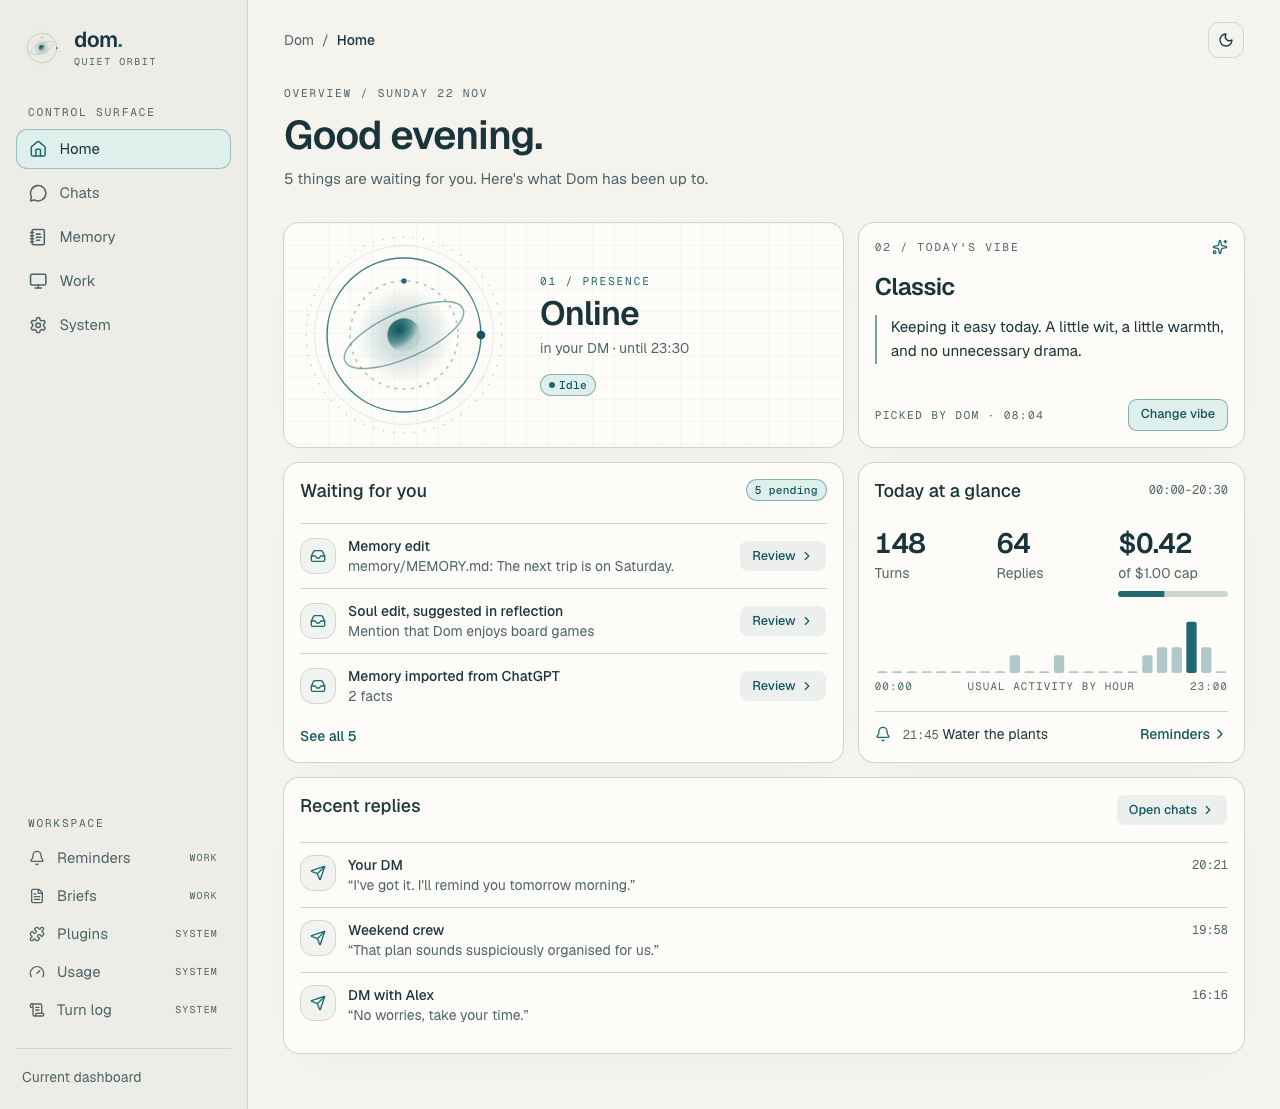 dom.
QUIET ORBIT
CONTROL SURFACE
Home
Chats
Memory
Work
System
WORKSPACE
Reminders WORK
Briefs WORK
Plugins SYSTEM
Usage SYSTEM
Turn log SYSTEM
Current dashboard
Dom / Home
OVERVIEW / SUNDAY 22 NOV
Good evening.
5 things are waiting for you. Here's what Dom has been up to.
01 / PRESENCE
Online
in your DM · until 23:30
Idle
02 / TODAY'S VIBE
Classic
Keeping it easy today. A little wit, a little warmth,
and no unnecessary drama.
PICKED BY DOM · 08:04
Change vibe
Waiting for you
5 pending
Memory edit
memory/MEMORY.md: The next trip is on Saturday.
Review
Soul edit, suggested in reflection
Mention that Dom enjoys board games
Review
Memory imported from ChatGPT
2 facts
Review
See all 5
Today at a glance
00:00–20:30
148
Turns
64
Replies
$0.42
of $1.00 cap
00:00 USUAL ACTIVITY BY HOUR 23:00
21:45 Water the plants
Reminders
Recent replies
Open chats
Your DM
20:21
“I've got it. I'll remind you tomorrow morning.”
Weekend crew
19:58
“That plan sounds suspiciously organised for us.”
DM with Alex
16:16
“No worries, take your time.”